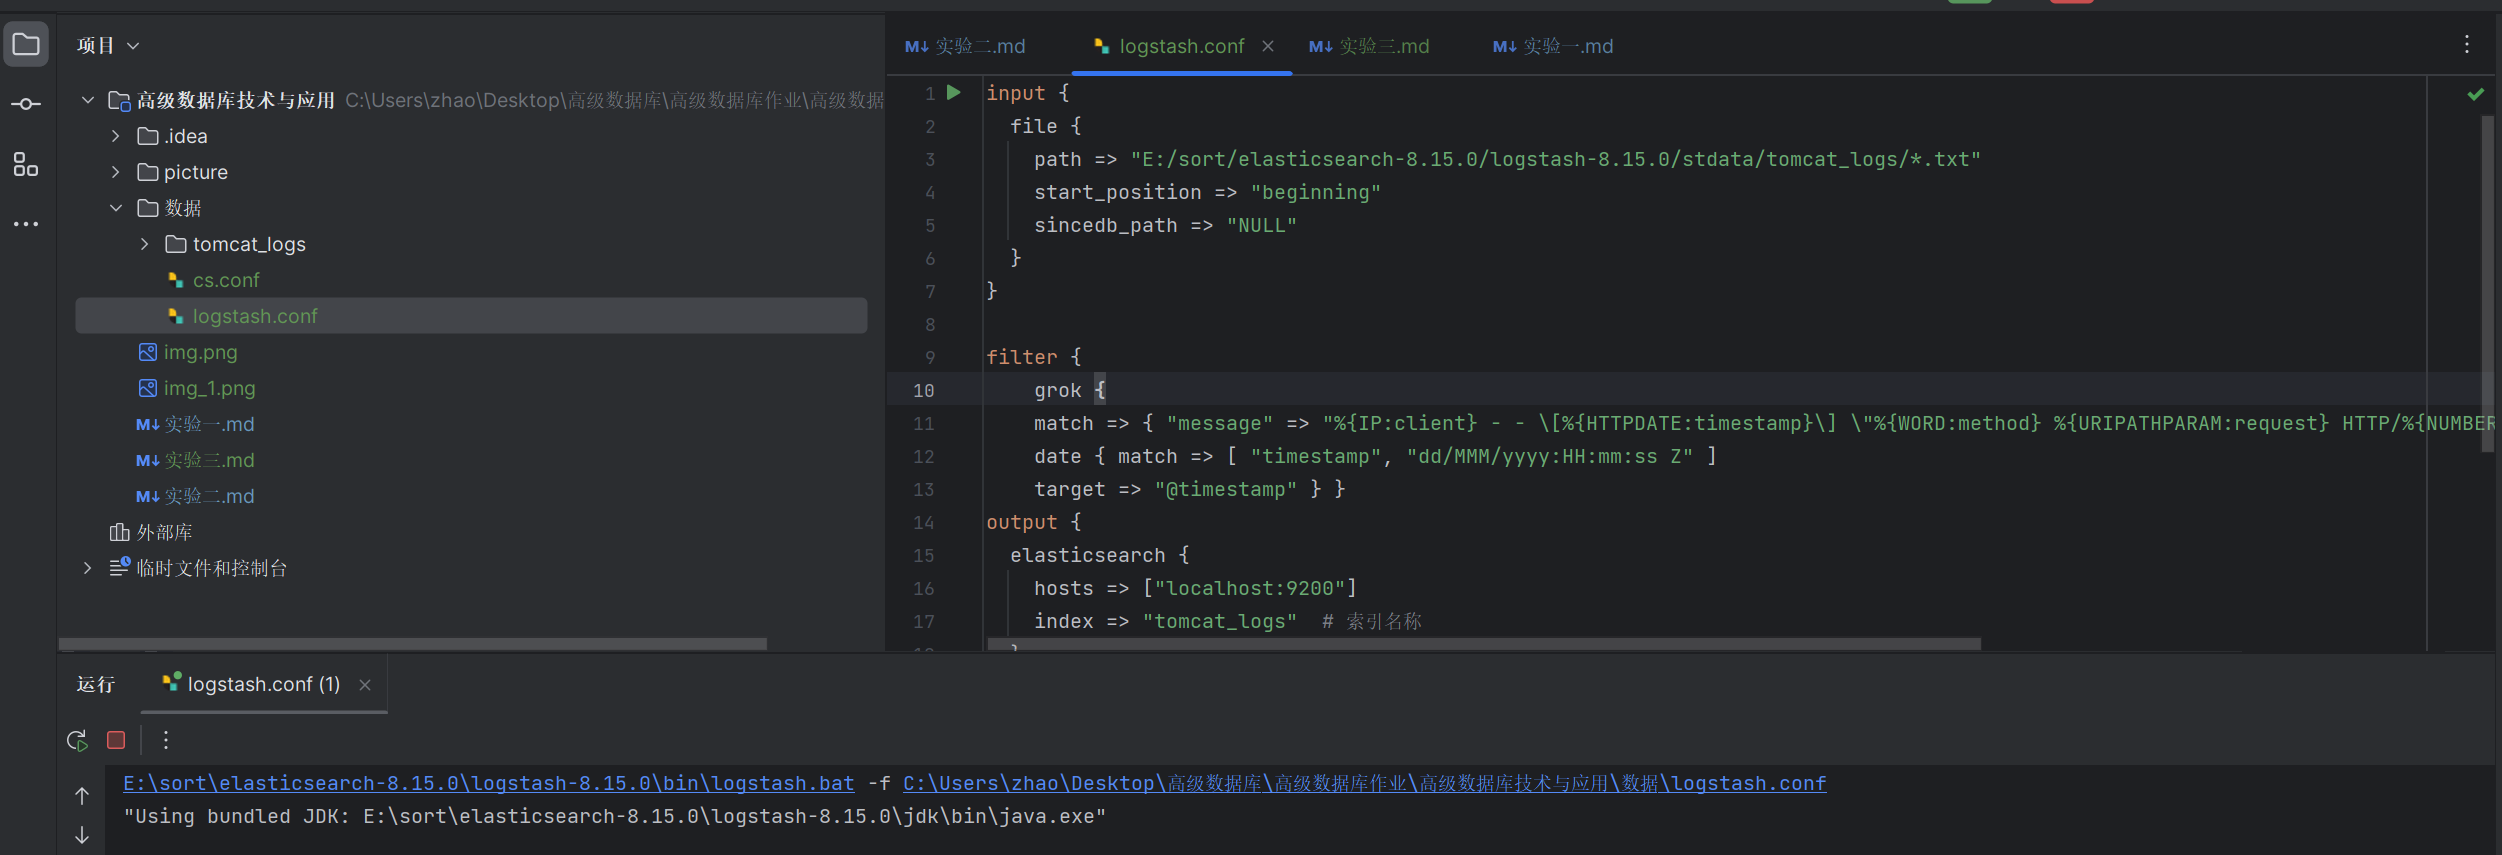 项目
高级数据库技术与应用 C:\Users\zhao\Desktop\高级数据库\高级数据库作业\高级数据
.idea
picture
数据
tomcat_logs
cs.conf
logstash.conf
img.png
img_1.png
M↓ 实验一.md
M↓ 实验三.md
M↓ 实验二.md
外部库
临时文件和控制台
M↓ 实验二.md logstash.conf × M↓ 实验三.md M↓ 实验一.md
1 input {
2 file {
3 path => "E:/sort/elasticsearch-8.15.0/logstash-8.15.0/stdata/tomcat_logs/*.txt"
4 start_position => "beginning"
5 sincedb_path => "NULL"
6 }
7 }
8
9 filter {
10 grok {
11 match => { "message" => "%{IP:client} - - \[%{HTTPDATE:timestamp}\] \"%{WORD:method} %{URIPATHPARAM:request} HTTP/%{NUMBER
12 date { match => [ "timestamp", "dd/MMM/yyyy:HH:mm:ss Z" ]
13 target => "@timestamp" } }
14 output {
15 elasticsearch {
16 hosts => ["localhost:9200"]
17 index => "tomcat_logs" # 索引名称
运行 logstash.conf (1) ×
E:\sort\elasticsearch-8.15.0\logstash-8.15.0\bin\logstash.bat -f C:\Users\zhao\Desktop\高级数据库\高级数据库作业\高级数据库技术与应用\数据\logstash.conf
"Using bundled JDK: E:\sort\elasticsearch-8.15.0\logstash-8.15.0\jdk\bin\java.exe"